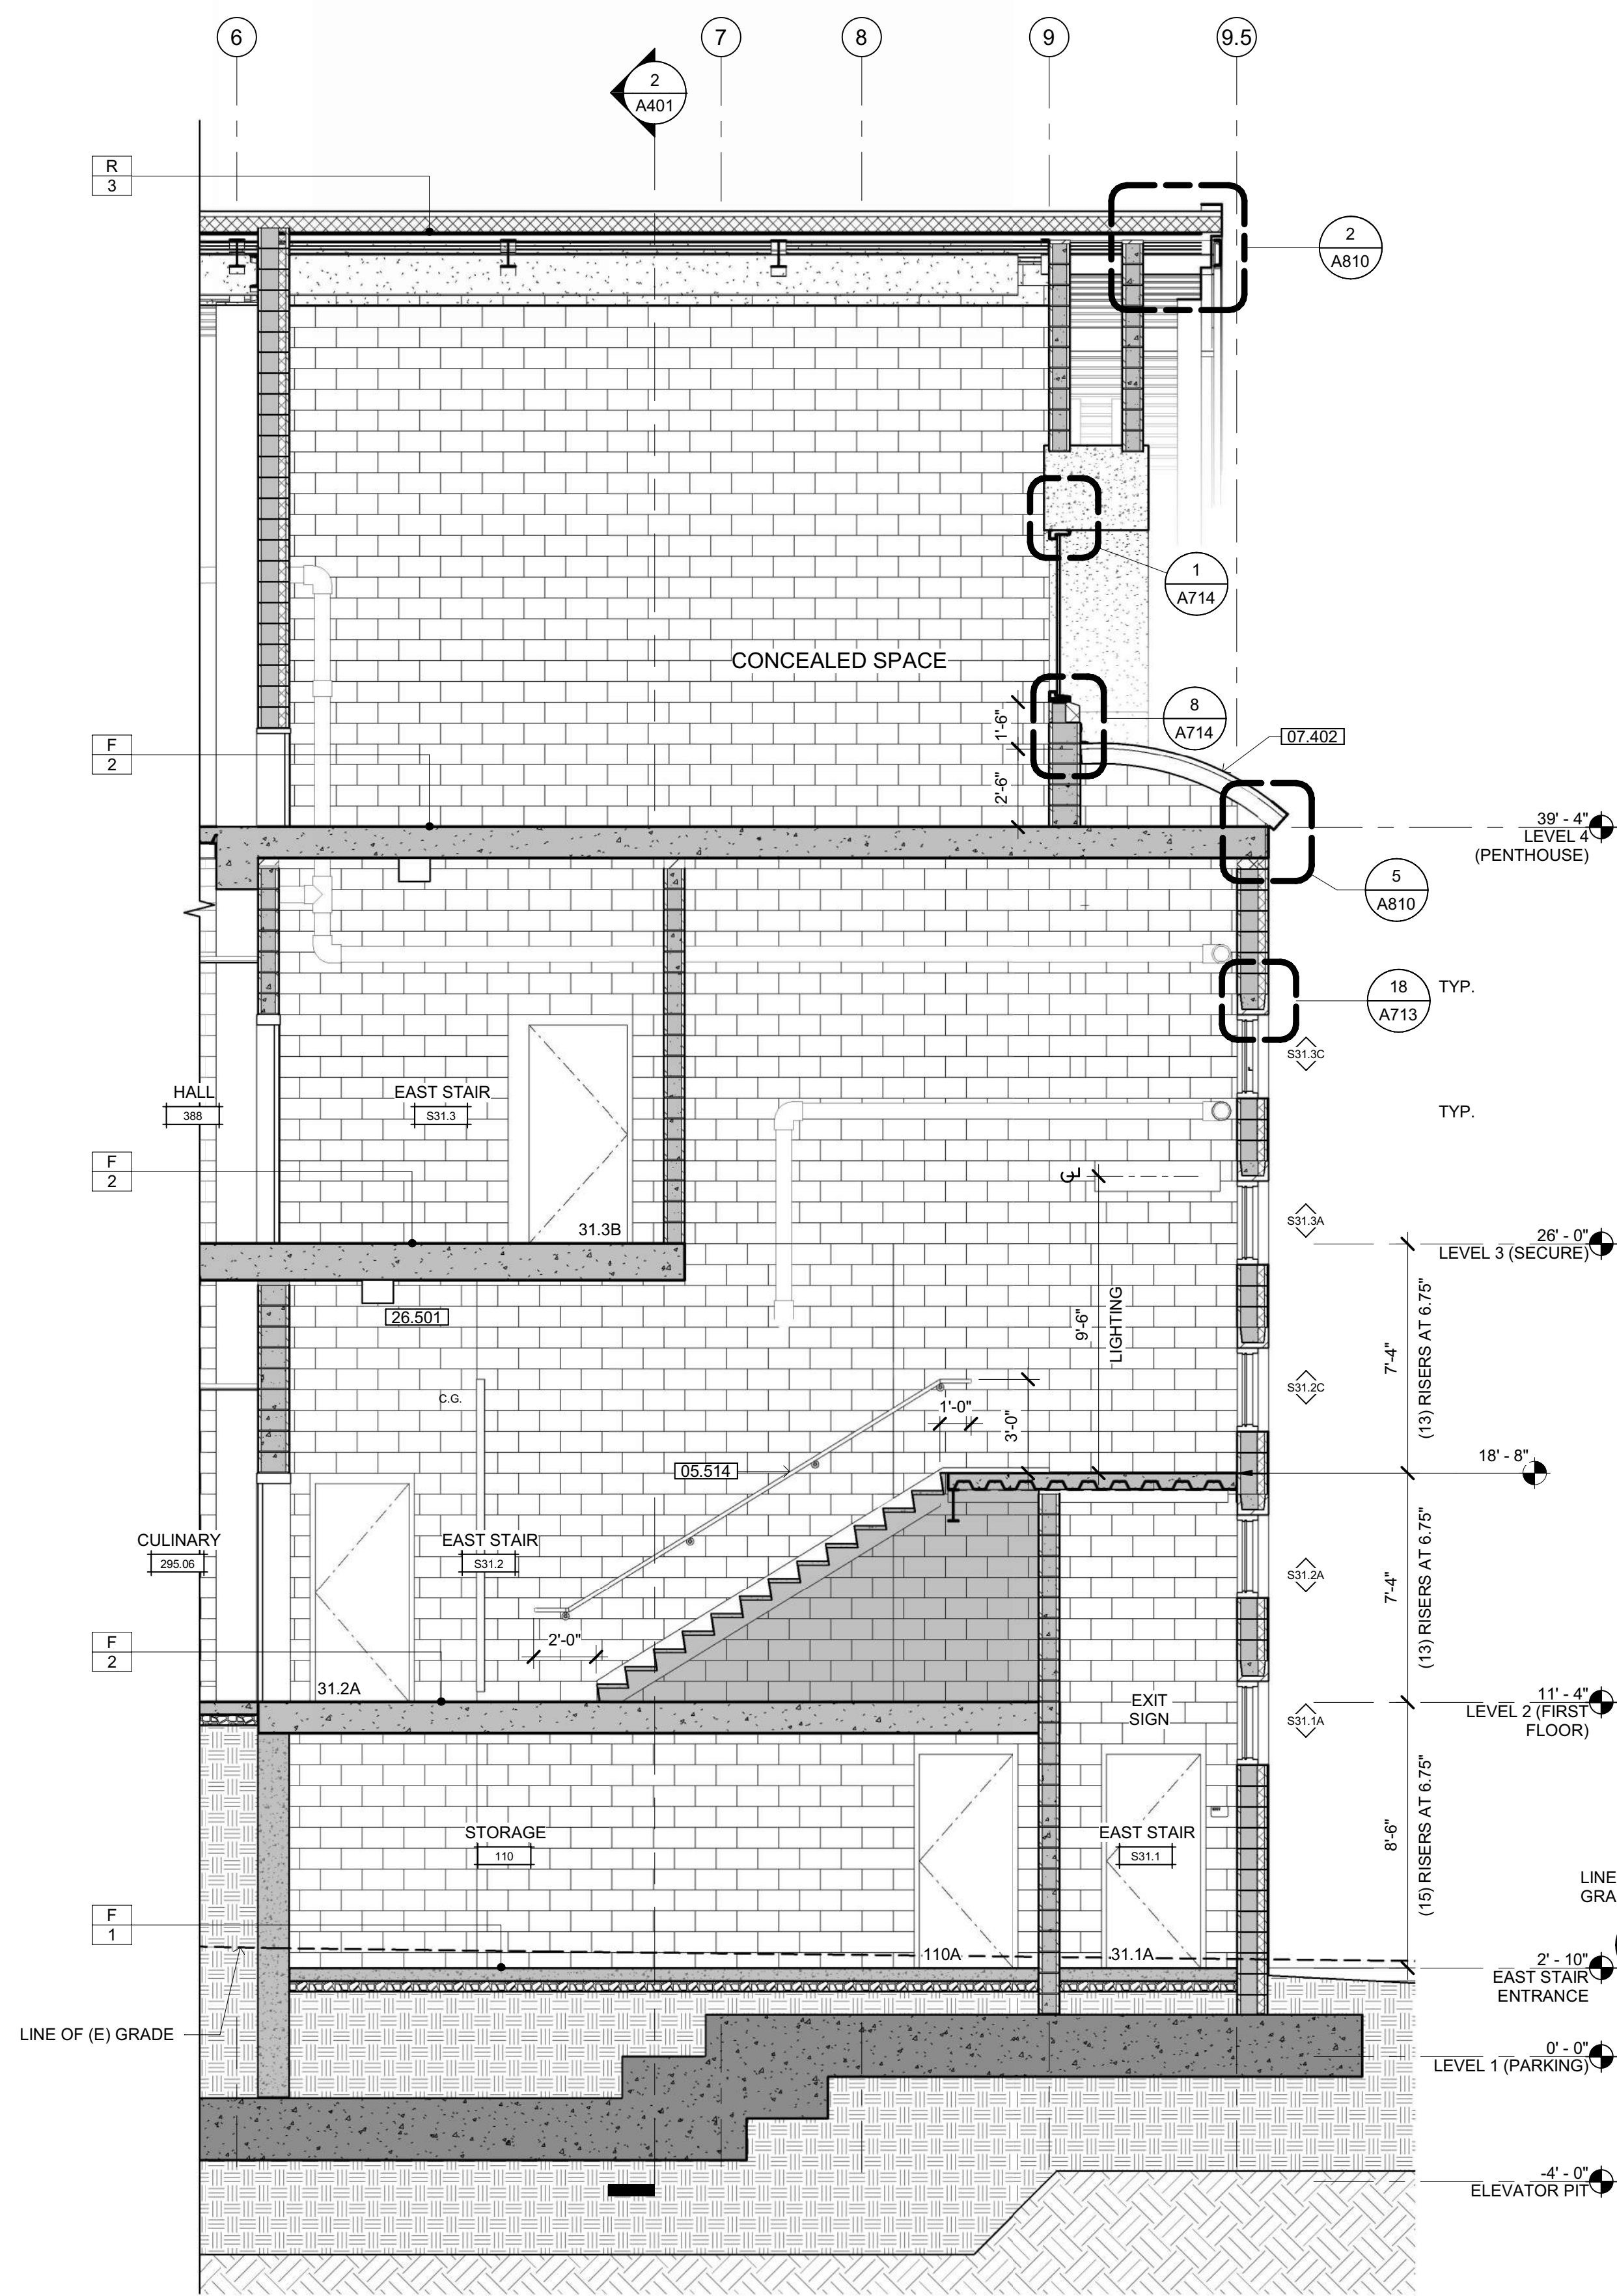 6
7
8
9
9.5
2
A401
R
3
2
A810
1
A714
CONCEALED SPACE
8
A714
1'-6"
2'-6"
07.402
F
2
39' - 4"
LEVEL 4
(PENTHOUSE)
5
A810
18
A713
TYP.
S31.3C
HALL
388
EAST STAIR
S31.3
TYP.
F
2
CL
31.3B
S31.3A
26' - 0"
LEVEL 3 (SECURE)
26.501
9'-6"
LIGHTING
7'-4"
(13) RISERS AT 6.75"
C.G.
S31.2C
1'-0"
3'-0"
05.514
18' - 8"
CULINARY
295.06
EAST STAIR
S31.2
S31.2A
7'-4"
(13) RISERS AT 6.75"
2'-0"
F
2
31.2A
EXIT
SIGN
S31.1A
11' - 4"
LEVEL 2 (FIRST
FLOOR)
STORAGE
110
EAST STAIR
S31.1
8'-6"
(15) RISERS AT 6.75"
LINE
GRA
F
1
110A
31.1A
2' - 10"
EAST STAIR
ENTRANCE
LINE OF (E) GRADE
0' - 0"
LEVEL 1 (PARKING)
-4' - 0"
ELEVATOR PIT